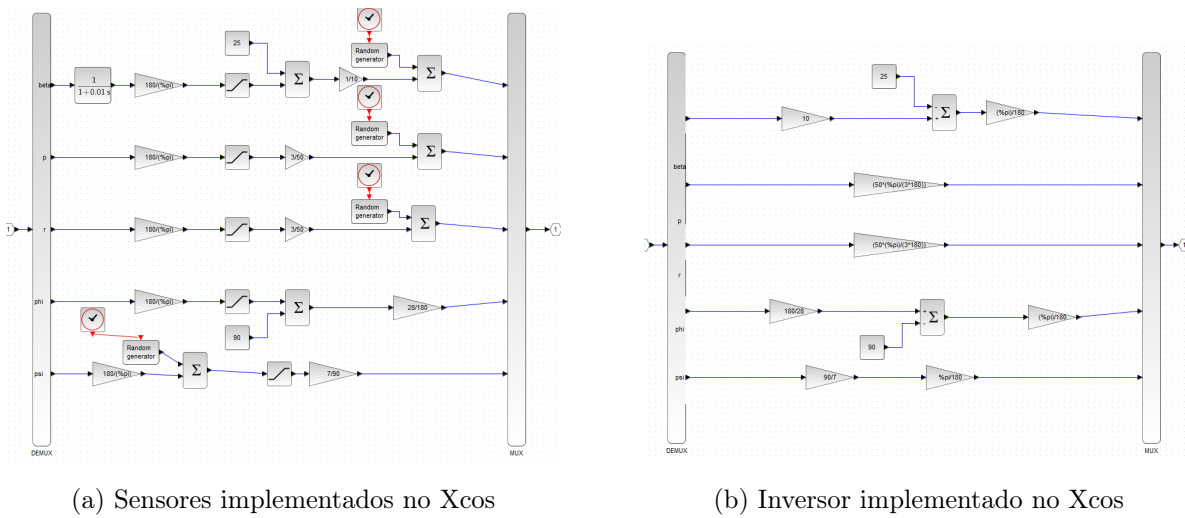 25
Random
generator
beta
1
1+0.01 s
180/(%pi)
Σ
1/10
Σ
Random
generator
p
180/(%pi)
3/50
Σ
Random
generator
1
r
180/(%pi)
3/50
Σ
1
phi
180/(%pi)
Σ
28/180
90
Random
generator
psi
180/(%pi)
Σ
7/90
DEMUX
MUX
(a) Sensores implementados no Xcos
25
10
-
+
Σ
(%pi)/180
beta
(50*(%pi)/(3*180))
p
(50*(%pi)/(3*180))
1
r
180/28
+
-
Σ
(%pi)/180
phi
90
psi
90/7
%pi/180
DEMUX
MUX
(b) Inversor implementado no Xcos